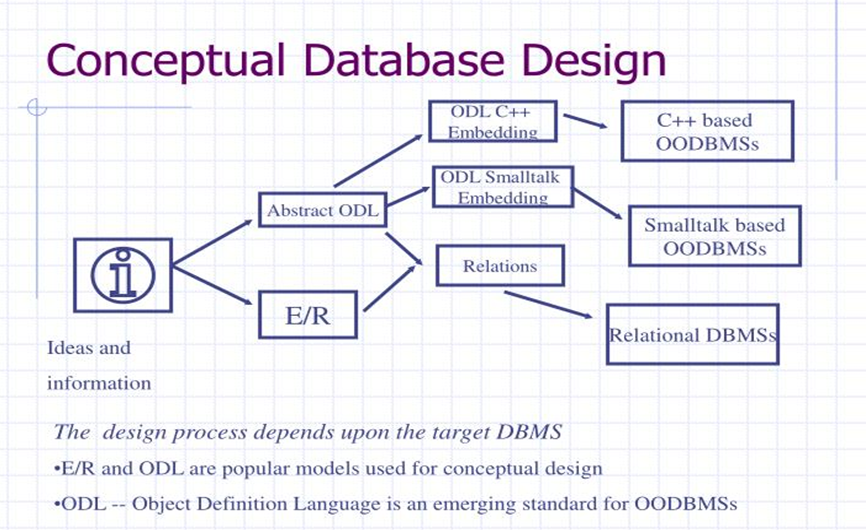 Conceptual Database Design
ODL C++
Embedding
C++ based
OODBMSs
ODL Smalltalk
Embedding
Abstract ODL
Smalltalk based
OODBMSs
i
Relations
E/R
Relational DBMSs
Ideas and
information
The design process depends upon the target DBMS
•E/R and ODL are popular models used for conceptual design
•ODL -- Object Definition Language is an emerging standard for OODBMSs